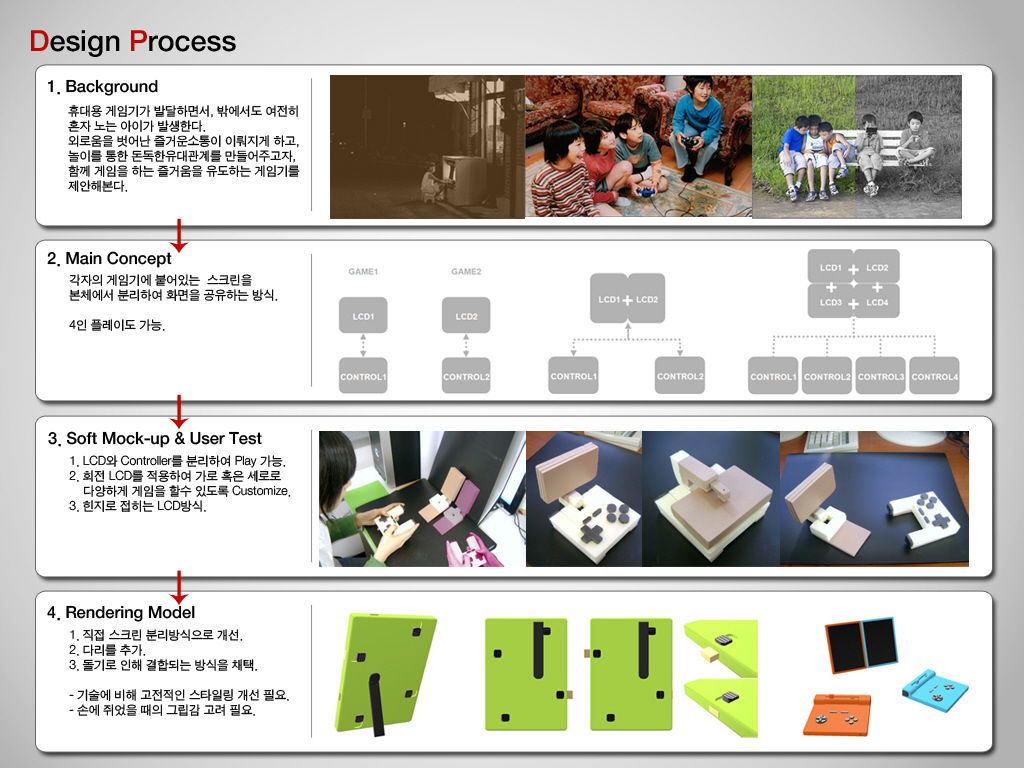 Design Process
1. Background
휴대용 게임기가 발달하면서, 밖에서도 여전히
혼자 노는 아이가 발생한다.
외로움을 벗어난 즐거운소통이 이뤄지게 하고,
놀이를 통한 돈독한유대관계를 만들어주고자,
함께 게임을 하는 즐거움을 유도하는 게임기를
제안해본다.
2. Main Concept
각자의 게임기에 붙어있는 스크린을
본체에서 분리하여 화면을 공유하는 방식.
4인 플레이도 가능.
GAME1
GAME2
LCD1
LCD2
CONTROL1
CONTROL2
LCD1 + LCD2
CONTROL1
CONTROL2
LCD1 + LCD2
+ +
LCD3 + LCD4
CONTROL1 CONTROL2 CONTROL3 CONTROL4
3. Soft Mock-up & User Test
1. LCD와 Controller를 분리하여 Play 가능.
2. 회전 LCD를 적용하여 가로 혹은 세로로
다양하게 게임을 할수 있도록 Customize.
3. 힌지로 접히는 LCD방식.
4. Rendering Model
1. 직접 스크린 분리방식으로 개선.
2. 다리를 추가.
3. 돌기로 인해 결합되는 방식을 채택.
- 기술에 비해 고전적인 스타일링 개선 필요.
- 손에 쥐었을 때의 그립감 고려 필요.